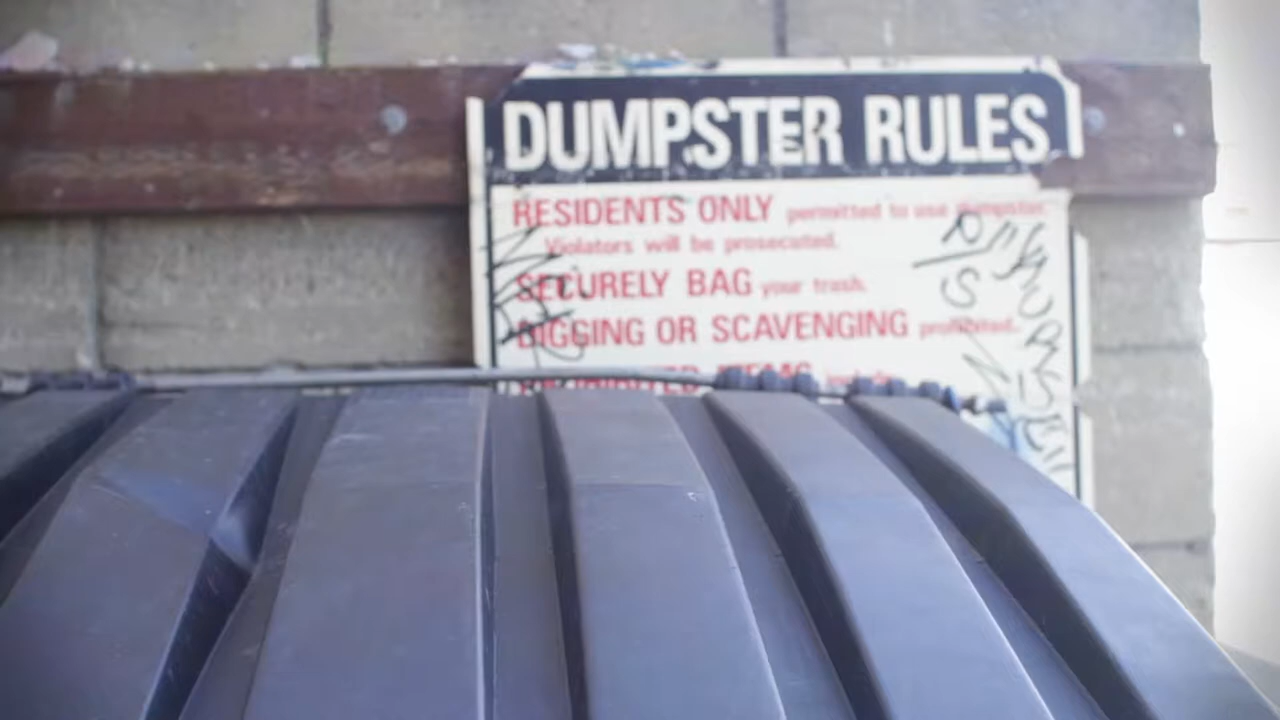 DUMPSTER RULES
RESIDENTS ONLY permitted to use dumpster.
Violators will be prosecuted.
SECURELY BAG your trash.
DIGGING OR SCAVENGING prohibited.
ITEMS